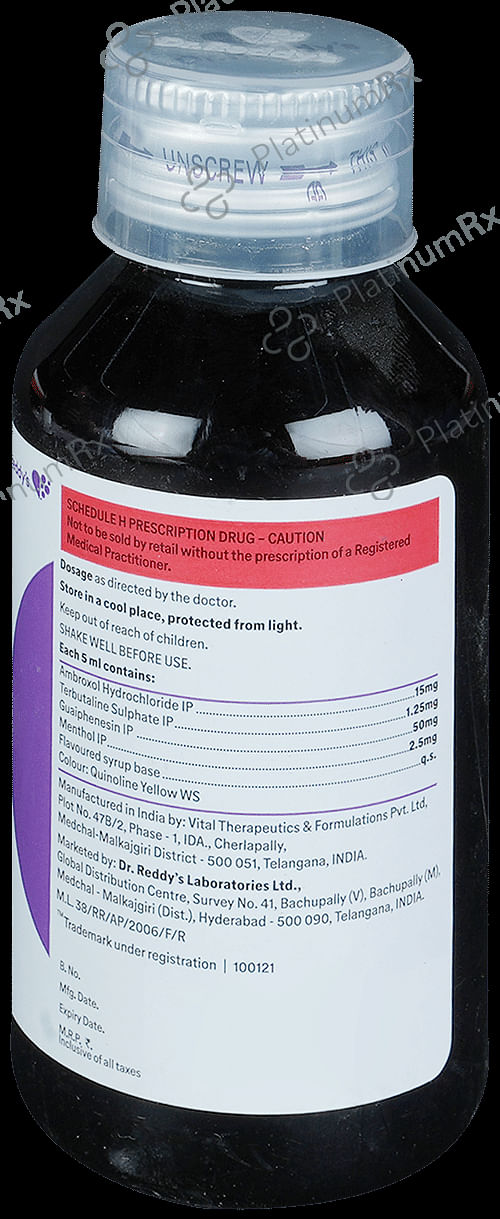 PlatinumRx
UNSCREW
THIS W
PlatinumRx
PlatinumRx
eddy's
SCHEDULE H PRESCRIPTION DRUG – CAUTION
Not to be sold by retail without the prescription of a Registered
Medical Practitioner.
Dosage as directed by the doctor.
Store in a cool place, protected from light.
Keep out of reach of children.
SHAKE WELL BEFORE USE.
Each 5 ml contains:
Ambroxol Hydrochloride IP 15mg
Terbutaline Sulphate IP 1.25mg
Guaiphenesin IP 50mg
Menthol IP 2.5mg
Flavoured syrup base q.s.
Colour: Quinoline Yellow WS
Manufactured in India by: Vital Therapeutics & Formulations Pvt. Ltd,
Plot No. 47B/2, Phase - 1, IDA., Cherlapally,
Medchal-Malkajgiri District - 500 051, Telangana, INDIA.
Marketed by: Dr. Reddy's Laboratories Ltd.,
Global Distribution Centre, Survey No. 41, Bachupally (V), Bachupally (M),
Medchal - Malkajgiri (Dist.), Hyderabad - 500 090, Telangana, INDIA.
M.L. 38/RR/AP/2006/F/R
™Trademark under registration | 100121
B. No.
Mfg. Date.
Expiry Date.
M.R.P. ₹.
Inclusive of all taxes